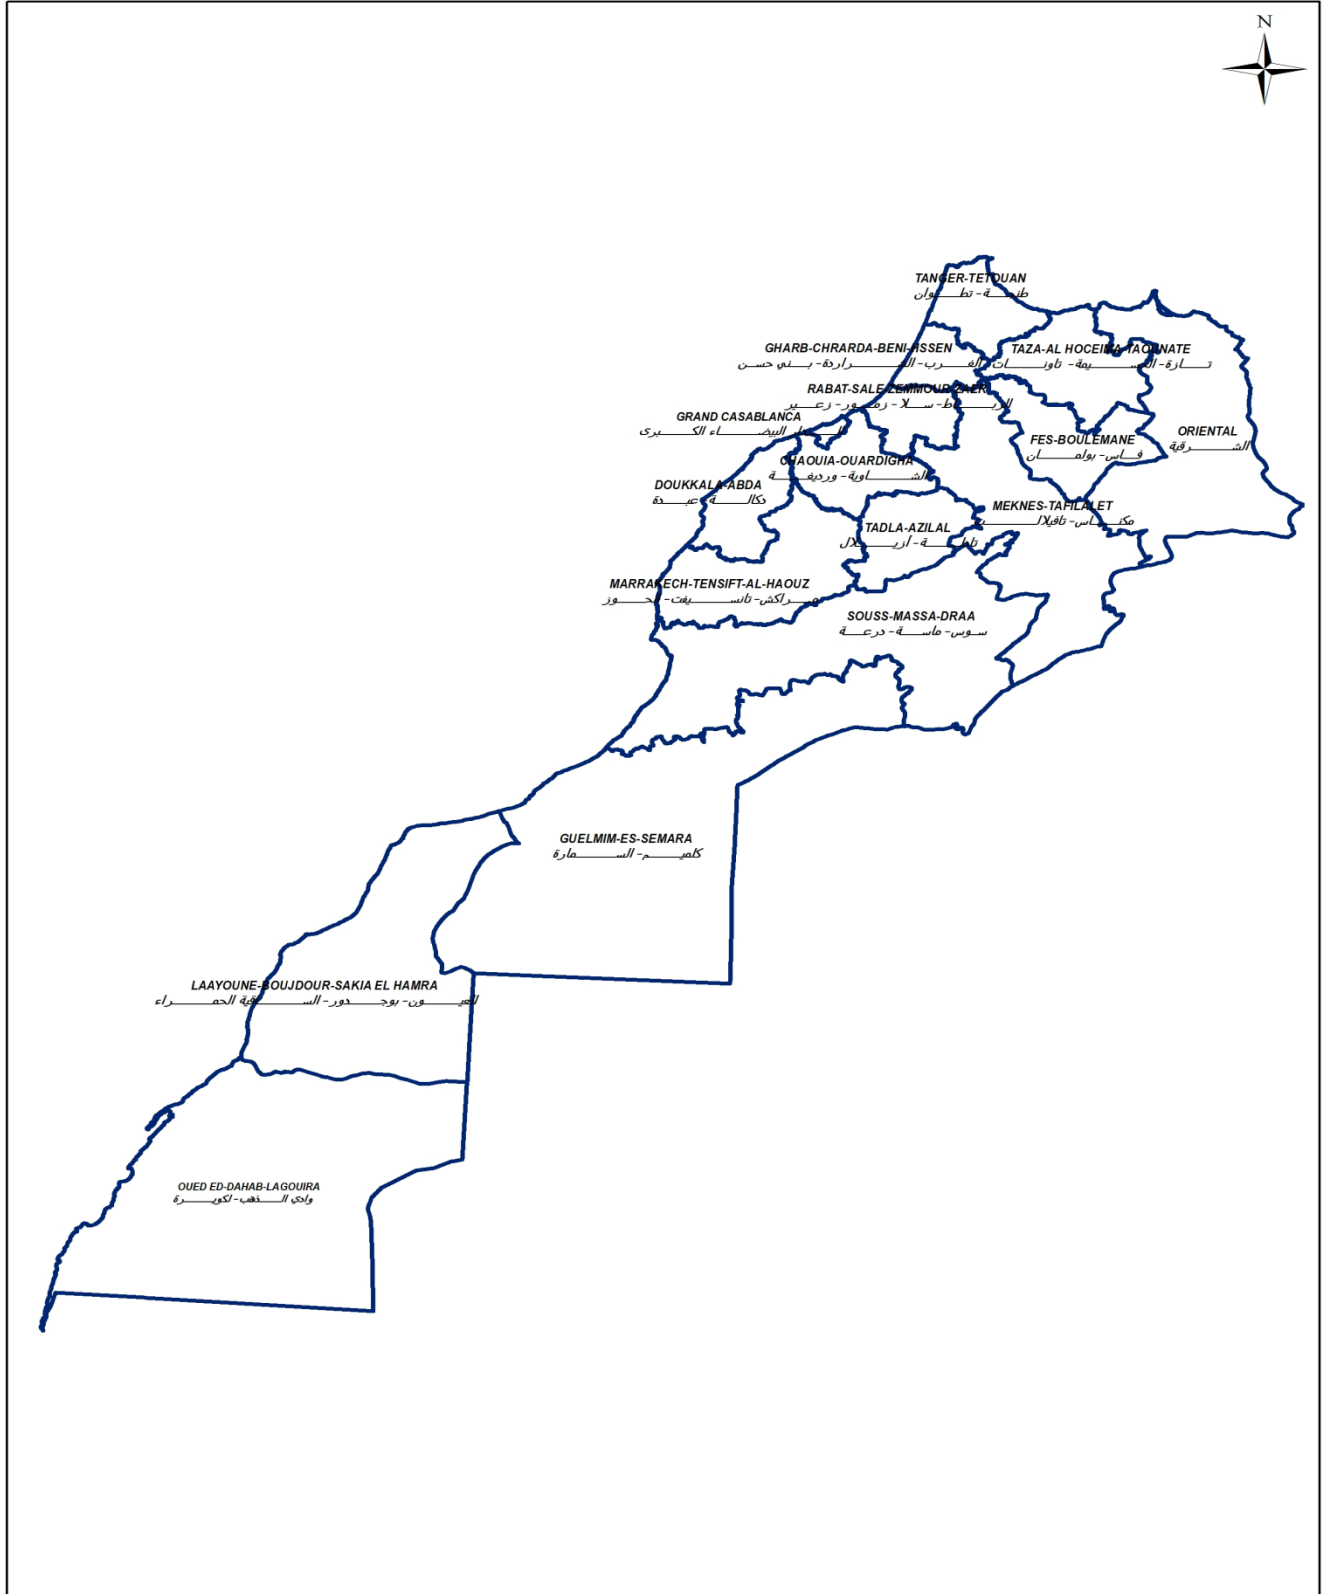 N
TANGER-TETOUAN
طنجة - تطوان
GHARB-CHRARDA-BENI-HSSEN
الغرب - الشراردة - بني حسن
TAZA-AL HOCEIMA-TAOUNATE
تازة - الحسيمة - تاونات
RABAT-SALE-ZEMMOUR-ZAER
الرباط - سلا - زمور - زعير
GRAND CASABLANCA
الدار البيضاء الكبرى
ORIENTAL
الشرقية
FES-BOULEMANE
فاس - بولمان
CHAOUIA-OUARDIGHA
الشاوية - ورديغة
DOUKKALA-ABDA
دكالة - عبدة
MEKNES-TAFILALET
مكناس - تافيلالت
TADLA-AZILAL
تادلة - أزيلال
MARRAKECH-TENSIFT-AL-HAOUZ
مراكش - تانسيفت - الحوز
SOUSS-MASSA-DRAA
سوس - ماسة - درعة
GUELMIM-ES-SEMARA
كلميم - السمارة
LAAYOUNE-BOUJDOUR-SAKIA EL HAMRA
العيون - بوجدور - الساقية الحمراء
OUED ED-DAHAB-LAGOUIRA
وادي الذهب - لكويرة